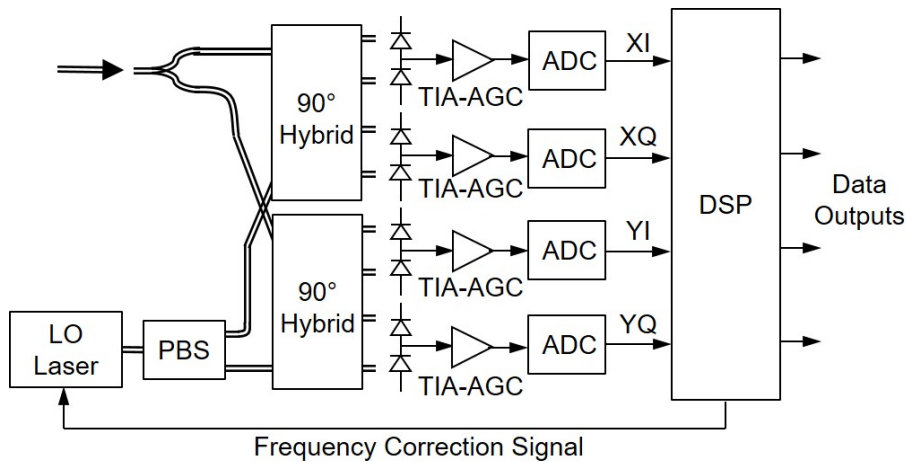 90°
Hybrid
TIA-AGC
ADC
XI
TIA-AGC
ADC
XQ
DSP
Data
Outputs
90°
Hybrid
TIA-AGC
ADC
YI
TIA-AGC
ADC
YQ
LO
Laser
PBS
Frequency Correction Signal